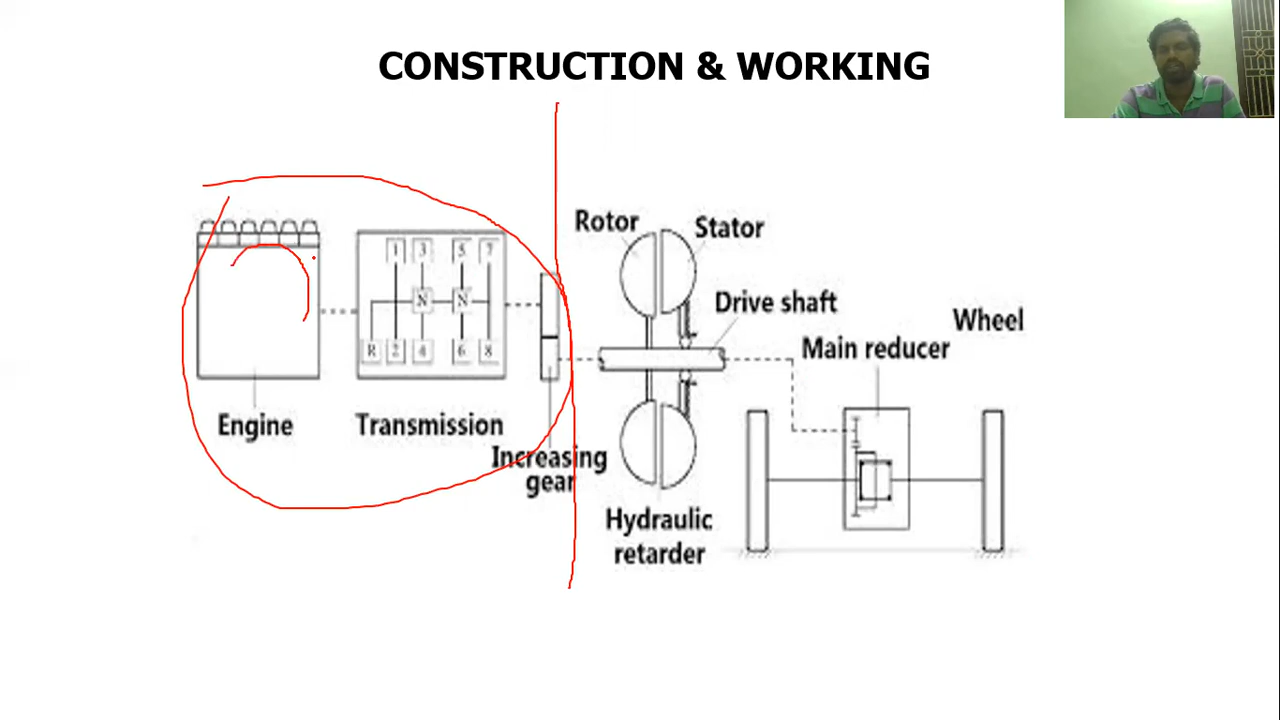 CONSTRUCTION & WORKING
Rotor
Stator
1 3 5 7
N N
R 2 4 6 8
Drive shaft
Wheel
Main reducer
Engine
Transmission
Increasing
gear
Hydraulic
retarder